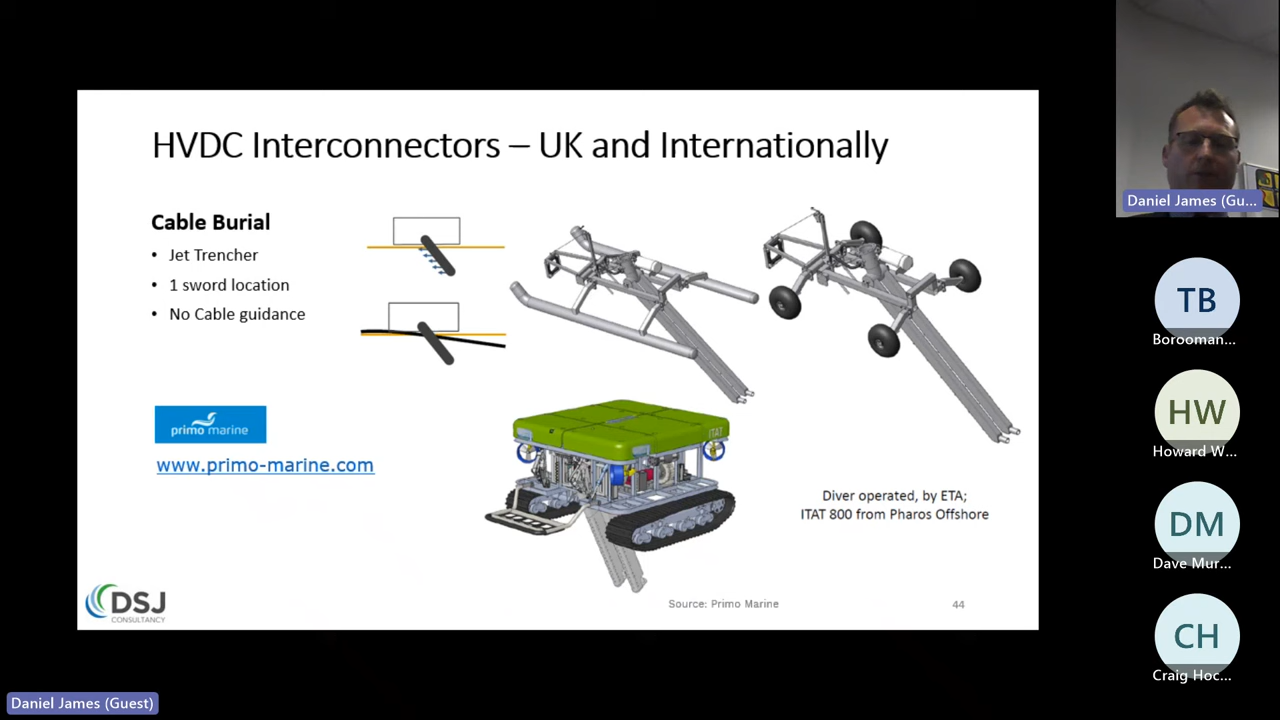 HVDC Interconnectors – UK and Internationally
Cable Burial
• Jet Trencher
• 1 sword location
• No Cable guidance
primo marine
www.primo-marine.com
ITAT
Diver operated, by ETA;
ITAT 800 from Pharos Offshore
DSJ
CONSULTANCY
Source: Primo Marine
44
Daniel James (Gu...
TB
Borooman...
HW
Howard W...
DM
Dave Mur...
CH
Craig Hoc...
Daniel James (Guest)